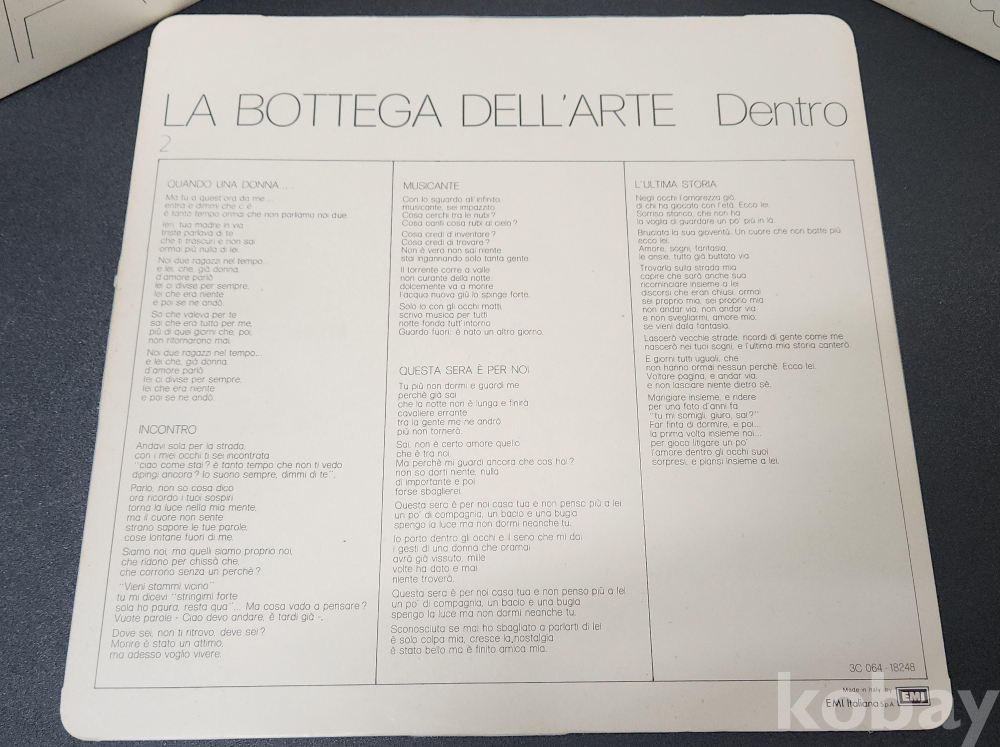 LA BOTTEGA DELL'ARTE Dentro
2
QUANDO UNA DONNA...
Ma tu a quest'ora da me...
entra e dimmi che c'è
è tanto tempo ormai che non parliamo noi due
Ieri, tua madre in via
triste parlava di te
che ti trascuri e non sai
ormai più nulla di lei.
Noi due ragazzi nel tempo
e lei, che, già donna
d'amore parlò
lei ci divise per sempre,
lei che era niente
e poi se ne andò.
So che valeva per te
sai che era tutto per me,
più di quei giorni che, poi,
non ritornarono mai.
Noi due ragazzi nel tempo...
e lei che, già donna,
d'amore parlò
lei ci divise per sempre,
lei che era niente
e poi se ne andò.
INCONTRO
Andavi sola per la strada,
con i miei occhi ti sei incontrata
"ciao come stai? è tanto tempo che non ti vedo
dipingi ancora? Io suono sempre, dimmi di te".
Parlo, non so cosa dico
ora ricordo i tuoi sospiri
torna la luce nella mia mente,
ma il cuore non sente
strano sapore le tue parole,
cose lontane fuori di me.
Siamo noi, ma quelli siamo proprio noi,
che ridono per chissà che,
che corrono senza un perchè?
"Vieni stammi vicino"
tu mi dicevi "stringimi forte
sola ho paura, resta qua"... Ma cosa vado a pensare?
Vuote parole - Ciao devo andare, è tardi già -.
Dove sei, non ti ritrovo, deve sei?
Morire è stato un attimo,
ma adesso voglio vivere.
MUSICANTE
Con lo sguardo all'infinito
musicante, sei impazzito
Cosa cerchi tra le nubi?
Cosa canti cosa rubi al cielo?
Cosa credi d'inventare?
Cosa credi di trovare?
Non è vero non sai niente
stai ingannando solo tanta gente.
Il torrente corre a valle
non curante della notte
dolcemente va a morire
l'acqua nuova giù lo spinge forte.
Solo io con gli occhi matti,
scrivo musica per tutti
notte fonda tutt'intorno
Guardo fuori: è nato un altro giorno.
QUESTA SERA È PER NOI
Tu più non dormi e guardi me
perchè già sai
che la notte non è lunga e finirà
cavaliere errante
tra la gente me ne andrò
più non tornerò.
Sai, non è certo amore quello
che è tra noi.
Ma perchè mi guardi ancora che cos hai?
non so darti niente, nulla
di importante e poi
forse sbaglierei.
Questa sera è per noi casa tua e non penso più a lei
un po' di compagnia, un bacio e una bugia
spengo la luce ma non dormi neanche tu.
Io porto dentro gli occhi e il seno che mi dai
i gesti di una donna che oramai
avrà già vissuto, mille
volte ha dato e mai
niente troverà.
Questa sera è per noi casa tua e non penso più a lei
un po' di compagnia, un bacio e una bugia
spengo la luce ma non dormi neanche tu.
Sconosciuta se mai ho sbagliato a parlarti di lei
è solo colpa mia, cresce la nostalgia
è stato bello ma è finito amica mia.
L'ULTIMA STORIA
Negli occhi l'amarezza già
di chi ha giocato con l'età. Ecco lei.
Sorriso stanco, che non ha
la voglia di guardare un po' più in là.
Bruciata la sua gioventù. Un cuore che non batte più
ecco lei.
Amore, sogni, fantasia,
le ansie, tutto già buttato via.
Trovarla sulla strada mia
capire che sarà anche sua
ricominciare insieme a lei
discorsi che eran chiusi, ormai
sei proprio mia, sei proprio mia
non andar via, non andar via
e non svegliarmi, amore mio,
se vieni dalla fantasia.
Lascerò vecchie strade, ricordi di gente come me
nascerò nei tuoi sogni, e l'ultima mia storia canterò.
E giorni tutti uguali, che
non hanno ormai nessun perchè. Ecco lei.
Voltare pagina, e andar via,
e non lasciare niente dietro sè.
Mangiare insieme, e ridere
per una foto d'anni fa
"tu mi somigli, giuro, sai?"
Far finta di dormire, e poi...
la prima volta insieme noi...
per gioco litigare un po'
l'amore dentro gli occhi suoi
sorpresi, e piansi insieme a lei.
3C 064 - 18248
Made in Italy by
EMI Italiana S.p.A.
EMI
kobay